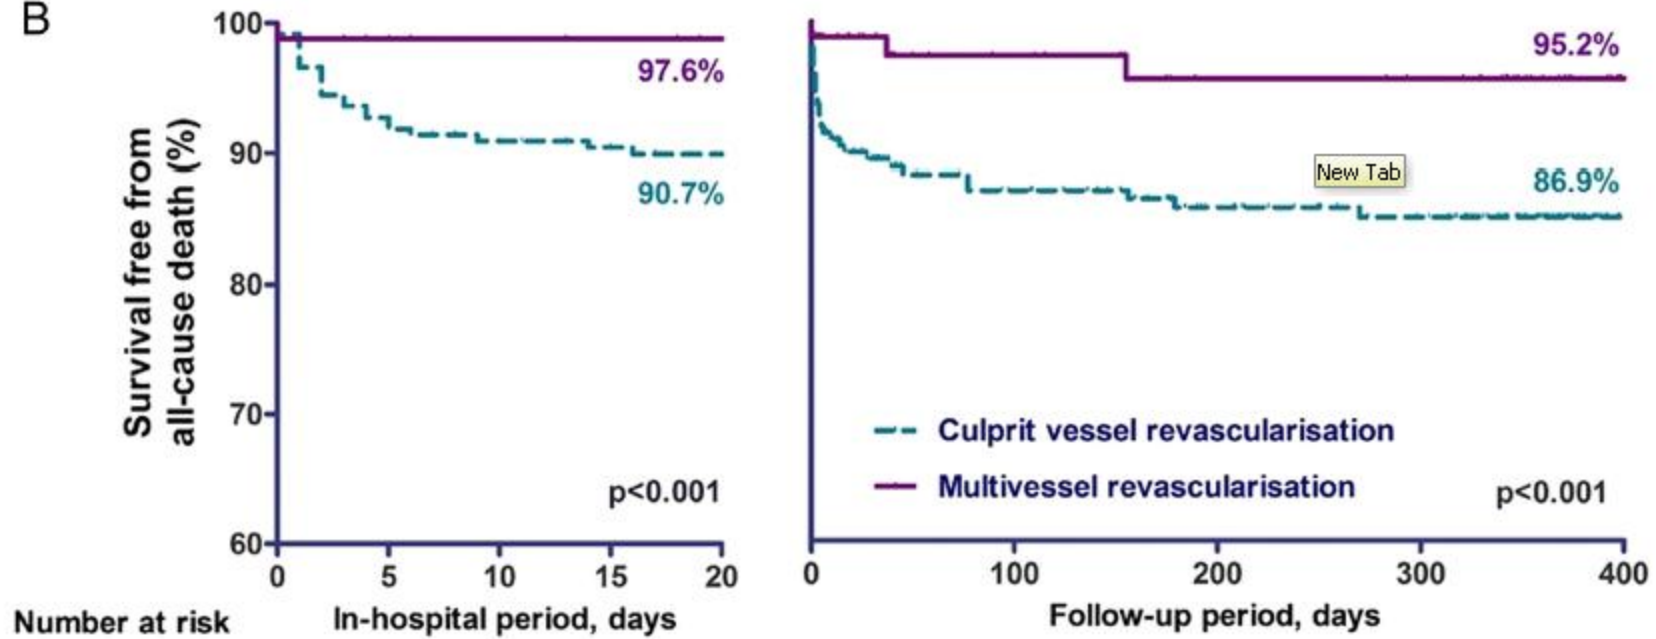 B
Survival free from
all-cause death (%)
100
90
80
70
60
97.6%
90.7%
p<0.001
0 5 10 15 20
In-hospital period, days
Number at risk
95.2%
New Tab
86.9%
Culprit vessel revascularisation
Multivessel revascularisation
p<0.001
0 100 200 300 400
Follow-up period, days